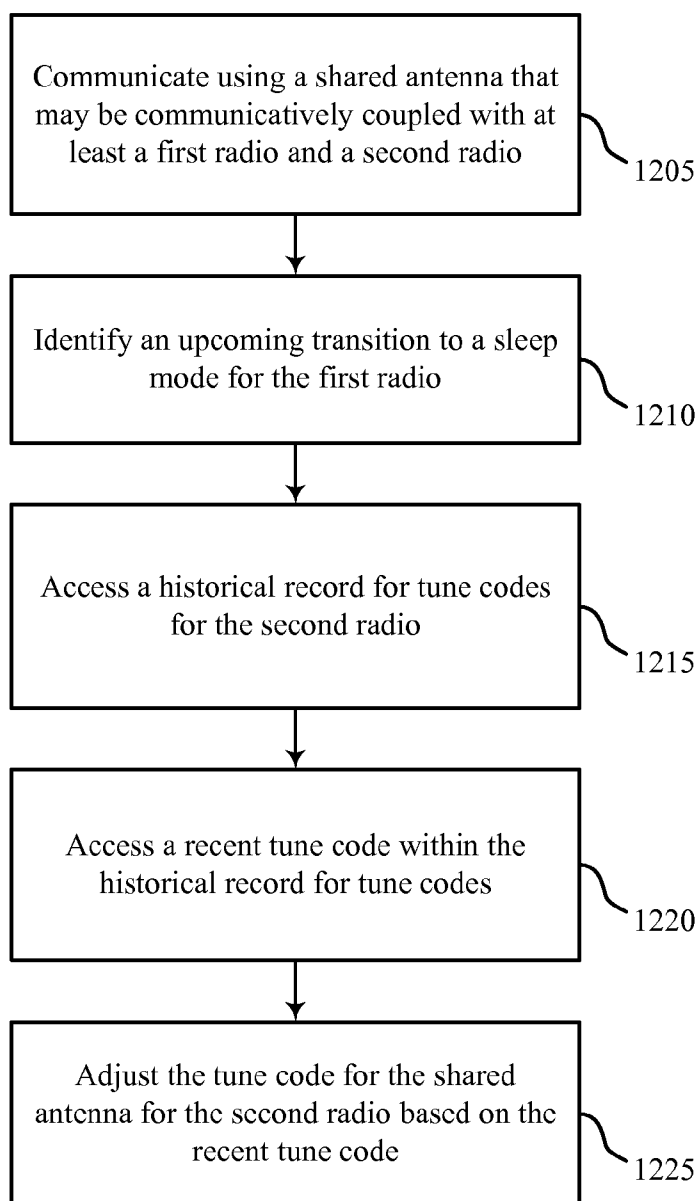 Communicate using a shared antenna that
may be communicatively coupled with at
least a first radio and a second radio
1205
Identify an upcoming transition to a sleep
mode for the first radio
1210
Access a historical record for tune codes
for the second radio
1215
Access a recent tune code within the
historical record for tune codes
1220
Adjust the tune code for the shared
antenna for the second radio based on the
recent tune code
1225